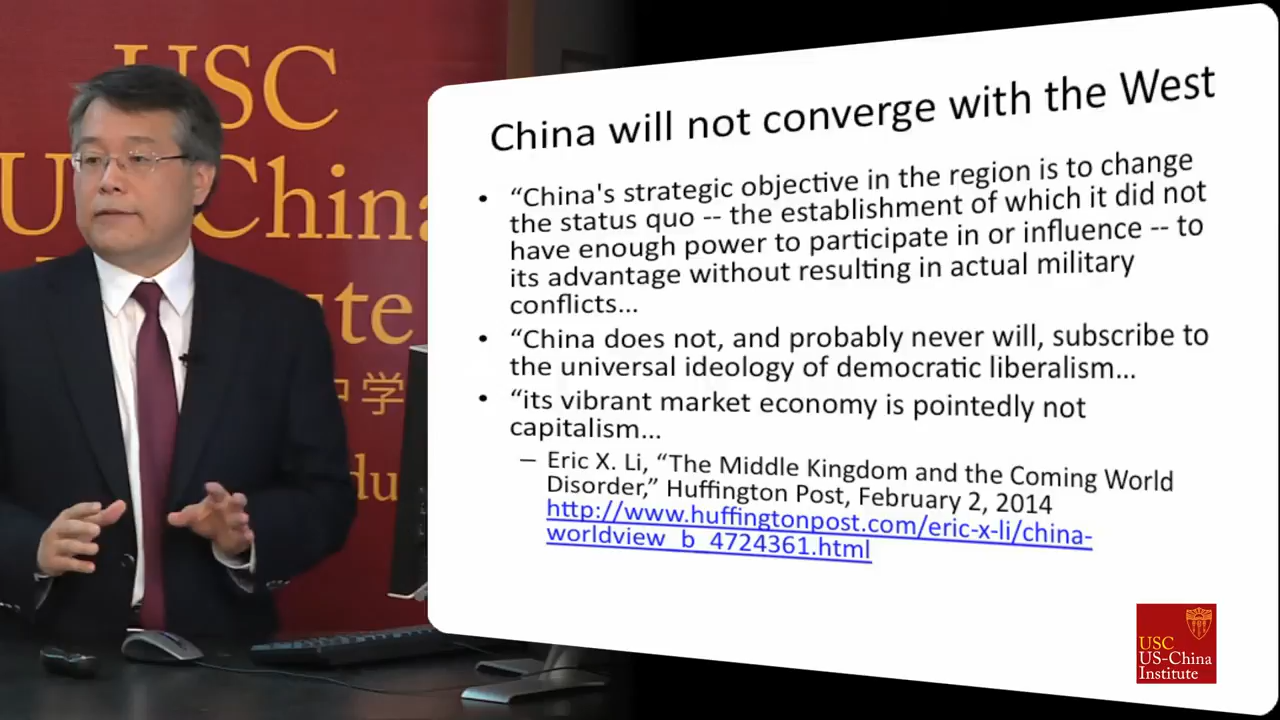 USC
U Chin
ute
中学
du
China will not converge with the West
• “China's strategic objective in the region is to change
the status quo -- the establishment of which it did not
have enough power to participate in or influence -- to
its advantage without resulting in actual military
conflicts...
• “China does not, and probably never will, subscribe to
the universal ideology of democratic liberalism...
• “its vibrant market economy is pointedly not
capitalism...
– Eric X. Li, “The Middle Kingdom and the Coming World
Disorder,” Huffington Post, February 2, 2014
http://www.huffingtonpost.com/eric-x-li/china-
worldview_b_4724361.html
USC
US-China
Institute